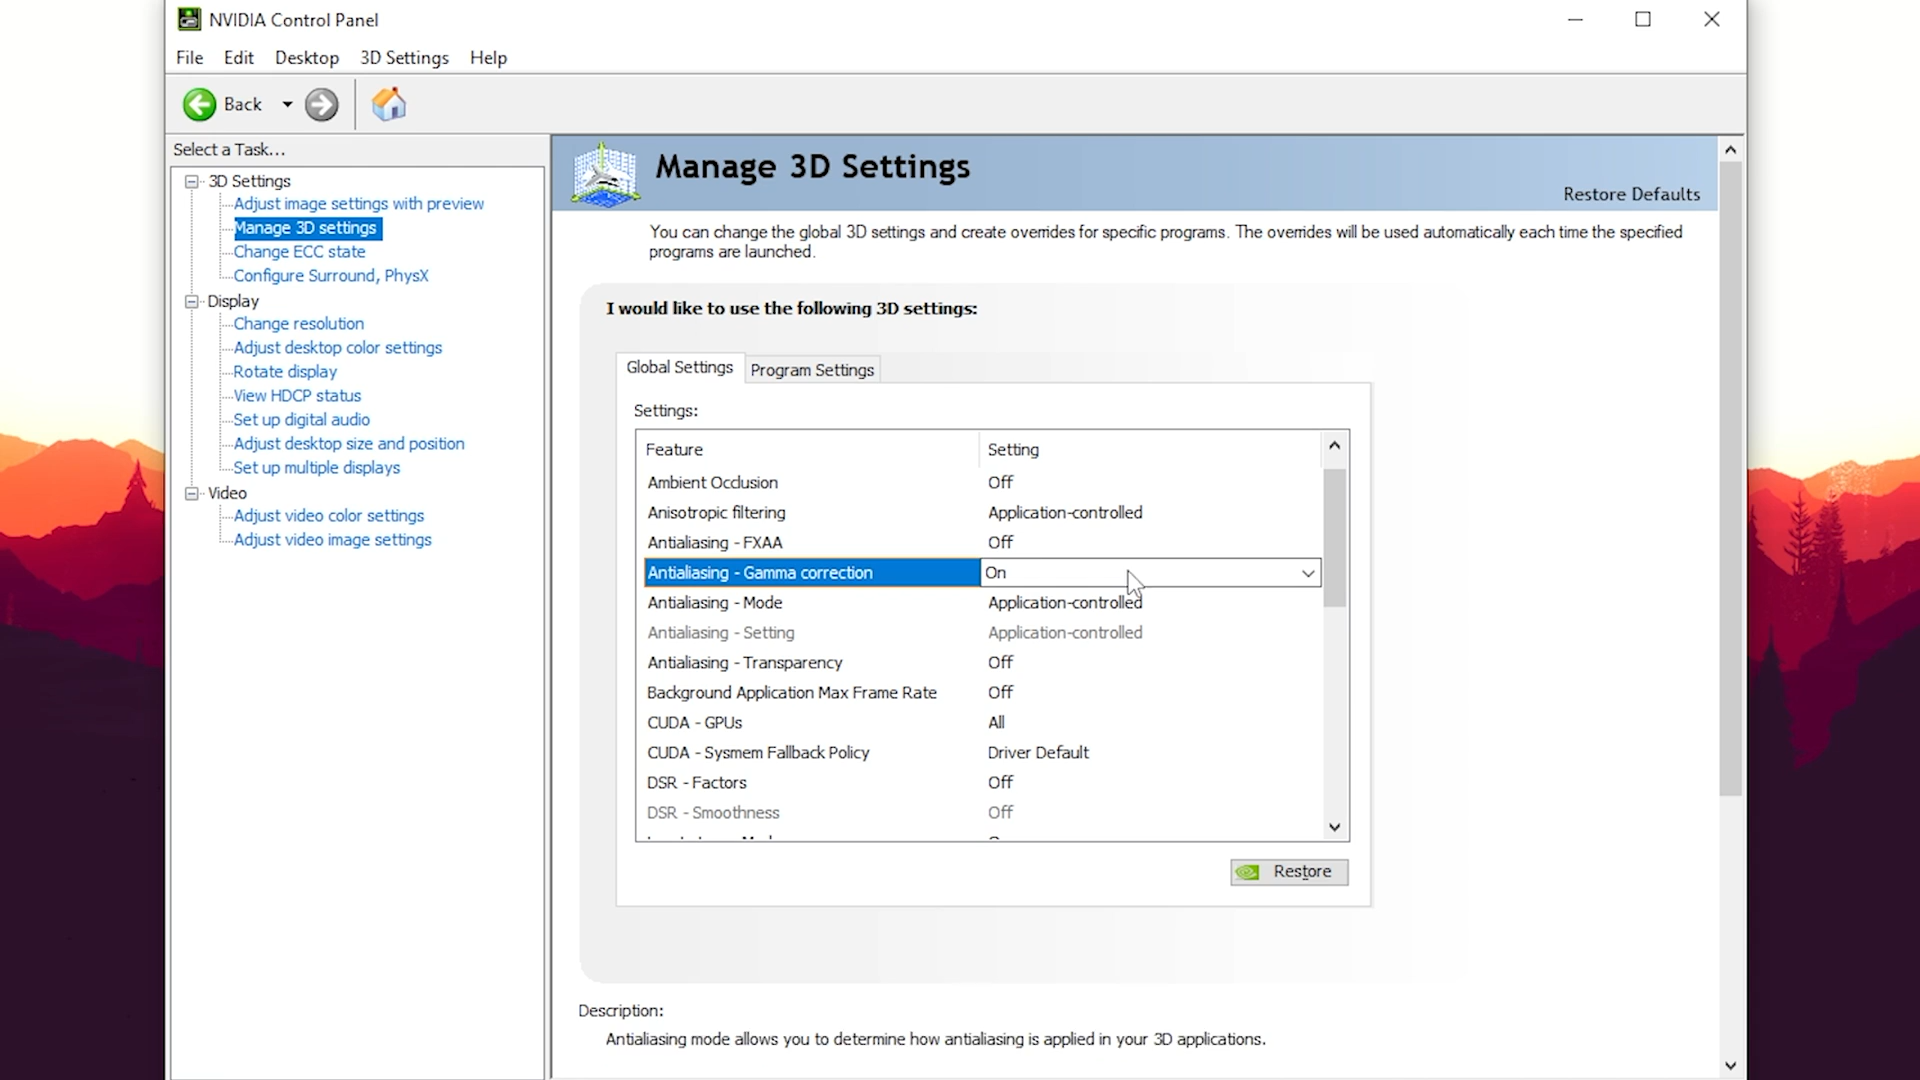 NVIDIA Control Panel
File Edit Desktop 3D Settings Help
Back
Select a Task...
3D Settings
Adjust image settings with preview
Manage 3D settings
Change ECC state
Configure Surround, PhysX
Display
Change resolution
Adjust desktop color settings
Rotate display
View HDCP status
Set up digital audio
Adjust desktop size and position
Set up multiple displays
Video
Adjust video color settings
Adjust video image settings
Manage 3D Settings
Restore Defaults
You can change the global 3D settings and create overrides for specific programs. The overrides will be used automatically each time the specified
programs are launched.
I would like to use the following 3D settings:
Global Settings Program Settings
Settings:
Feature Setting
Ambient Occlusion Off
Anisotropic filtering Application-controlled
Antialiasing - FXAA Off
Antialiasing - Gamma correction On
Antialiasing - Mode Application-controlled
Antialiasing - Setting Application-controlled
Antialiasing - Transparency Off
Background Application Max Frame Rate Off
CUDA - GPUs All
CUDA - Sysmem Fallback Policy Driver Default
DSR - Factors Off
DSR - Smoothness Off
Restore
Description:
Antialiasing mode allows you to determine how antialiasing is applied in your 3D applications.